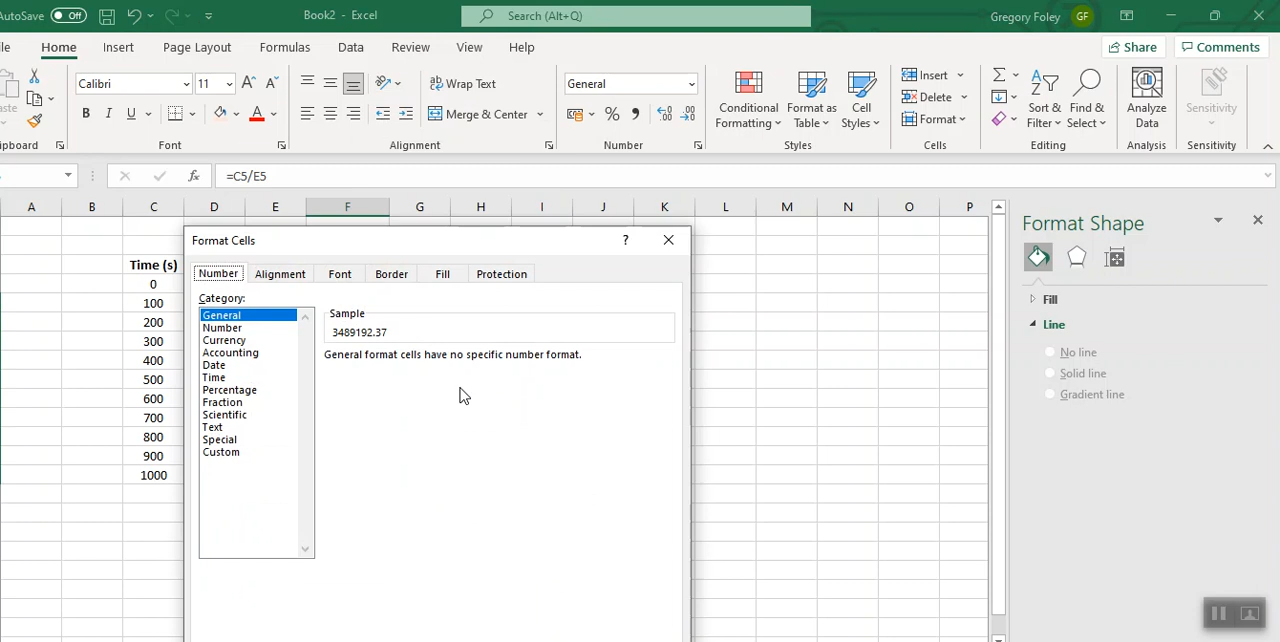 AutoSave Off Book2 - Excel Search (Alt+Q) Gregory Foley GF
Home Insert Page Layout Formulas Data Review View Help Share Comments
Calibri 11 Wrap Text General Insert
Conditional Format as Cell Delete Sort & Find & Analyze Sensitivity
B I U Merge & Center % Formatting Table Styles Format Filter Select Data
Font Alignment Number Styles Cells Editing Analysis Sensitivity
fx =C5/E5
A B C D E F G H I J K L M N O P
Format Shape
Format Cells ?
Time (s)
Number Alignment Font Border Fill Protection
0
Category:
Fill
100
General
Sample
200
Number
3489192.37
Line
Currency
300
Accounting
General format cells have no specific number format.
No line
400
Date
Solid line
500
Time
Percentage
Gradient line
600
Fraction
700
Scientific
Text
800
Special
900
Custom
1000